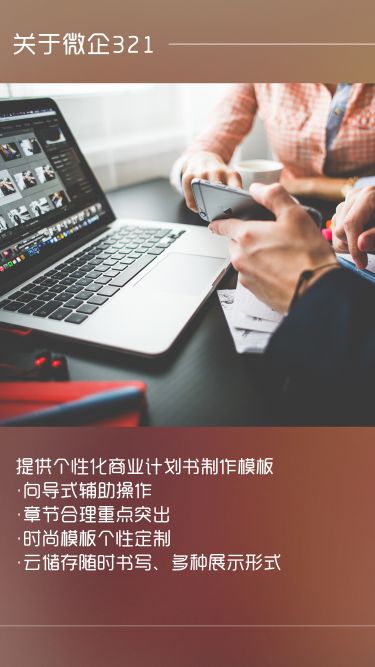 关于微企321
提供个性化商业计划书制作模板
·向导式辅助操作
·章节合理重点突出
·时尚模板个性定制
·云储存随时书写、多种展示形式